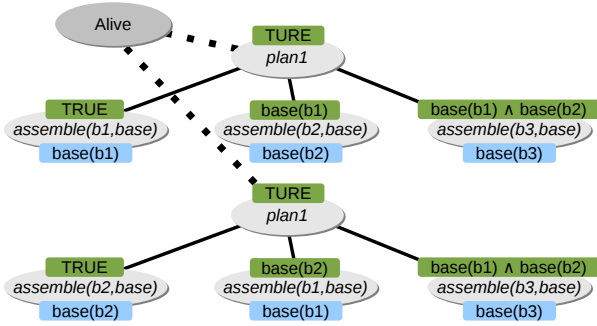 Alive
TURE
plan1
TRUE
assemble(b1,base)
base(b1)
base(b1)
assemble(b2,base)
base(b2)
base(b1) ∧ base(b2)
assemble(b3,base)
base(b3)
TURE
plan1
TRUE
assemble(b2,base)
base(b2)
base(b2)
assemble(b1,base)
base(b1)
base(b1) ∧ base(b2)
assemble(b3,base)
base(b3)